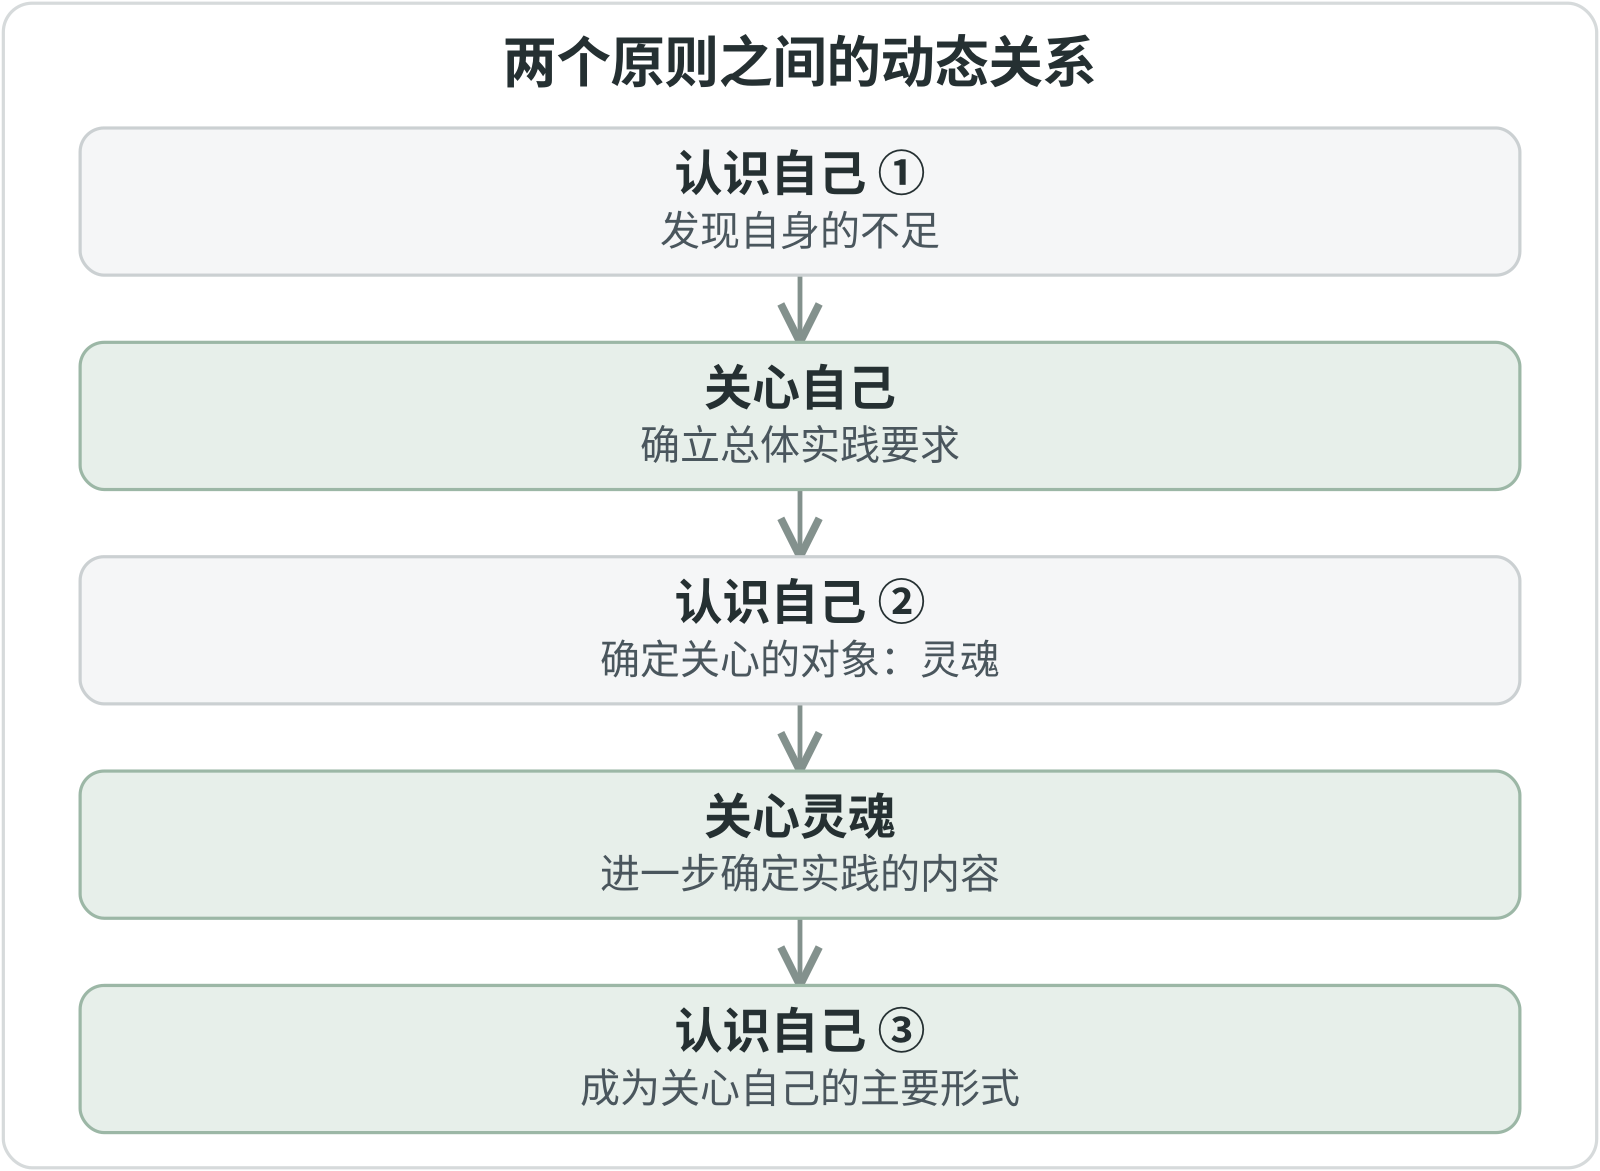 两个原则之间的动态关系
认识自己 ①
发现自身的不足
关心自己
确立总体实践要求
认识自己 ②
确定关心的对象：灵魂
关心灵魂
进一步确定实践的内容
认识自己 ③
成为关心自己的主要形式